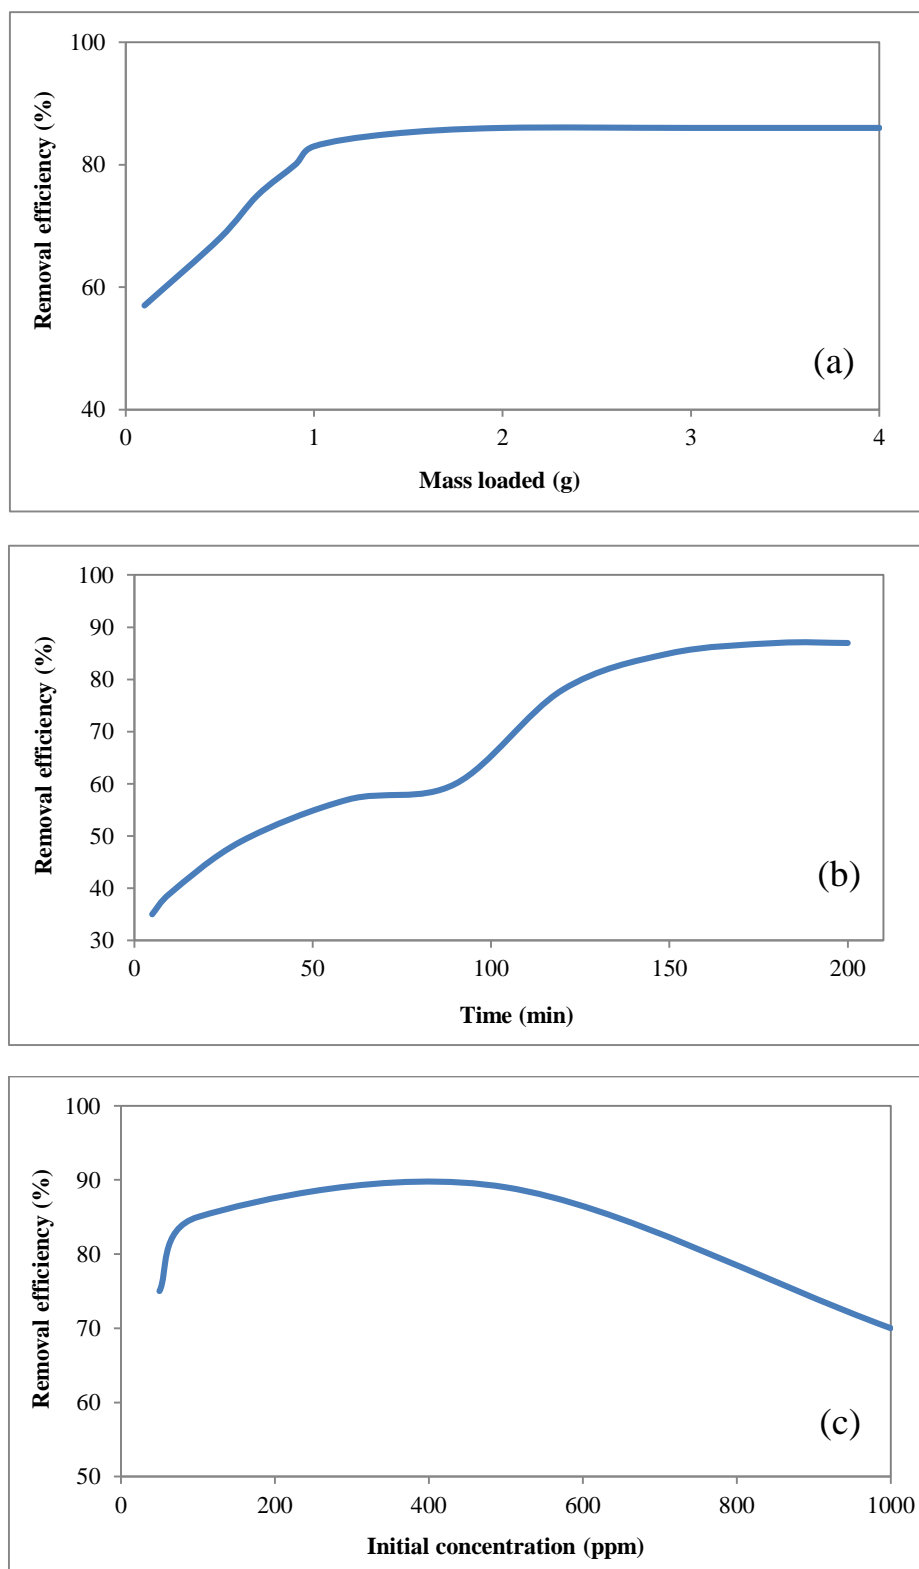 100
80
60
40
0 1 2 3 4
Removal efficiency (%)
Mass loaded (g)
(a)
100
90
80
70
60
50
40
30
0 50 100 150 200
Removal efficiency (%)
Time (min)
(b)
100
90
80
70
60
50
0 200 400 600 800 1000
Removal efficiency (%)
Initial concentration (ppm)
(c)